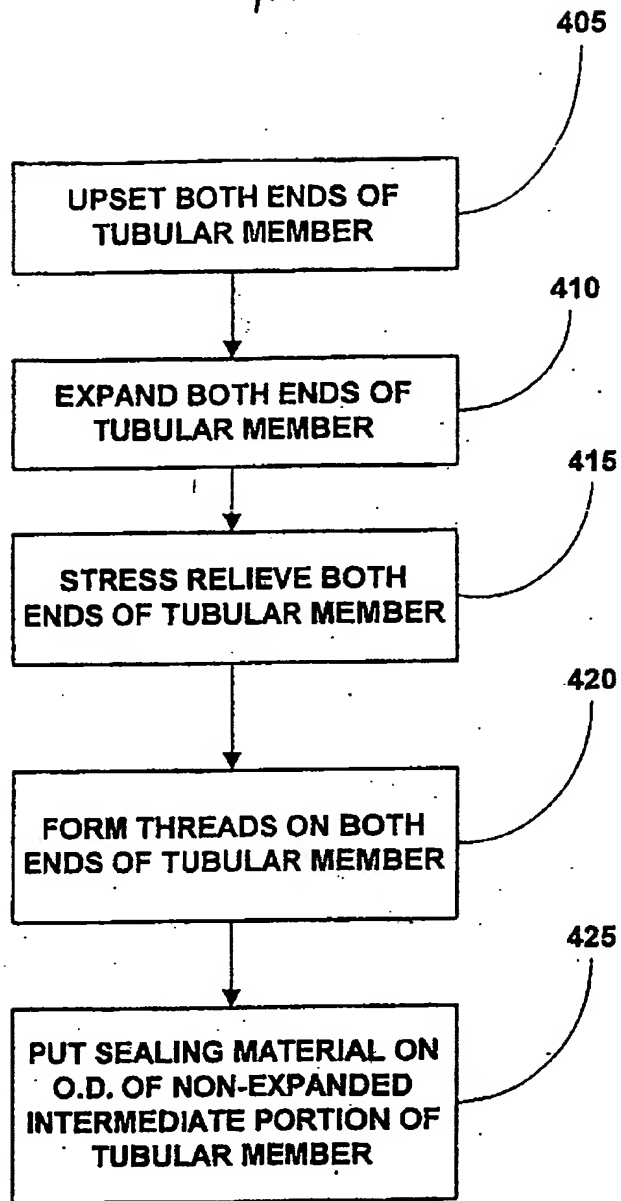 405
UPSET BOTH ENDS OF
TUBULAR MEMBER
410
EXPAND BOTH ENDS OF
TUBULAR MEMBER
415
STRESS RELIEVE BOTH
ENDS OF TUBULAR MEMBER
420
FORM THREADS ON BOTH
ENDS OF TUBULAR MEMBER
425
PUT SEALING MATERIAL ON
O.D. OF NON-EXPANDED
INTERMEDIATE PORTION OF
TUBULAR MEMBER